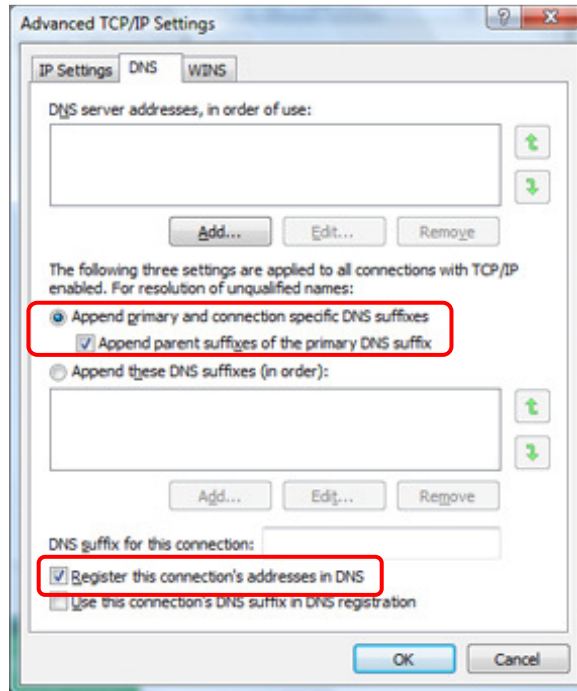 Advanced TCP/IP Settings
IP Settings DNS WINS
DNS server addresses, in order of use:
Add... Edit... Remove
The following three settings are applied to all connections with TCP/IP
enabled. For resolution of unqualified names:
Append primary and connection specific DNS suffixes
Append parent suffixes of the primary DNS suffix
Append these DNS suffixes (in order):
Add... Edit... Remove
DNS suffix for this connection:
Register this connection's addresses in DNS
Use this connection's DNS suffix in DNS registration
OK Cancel